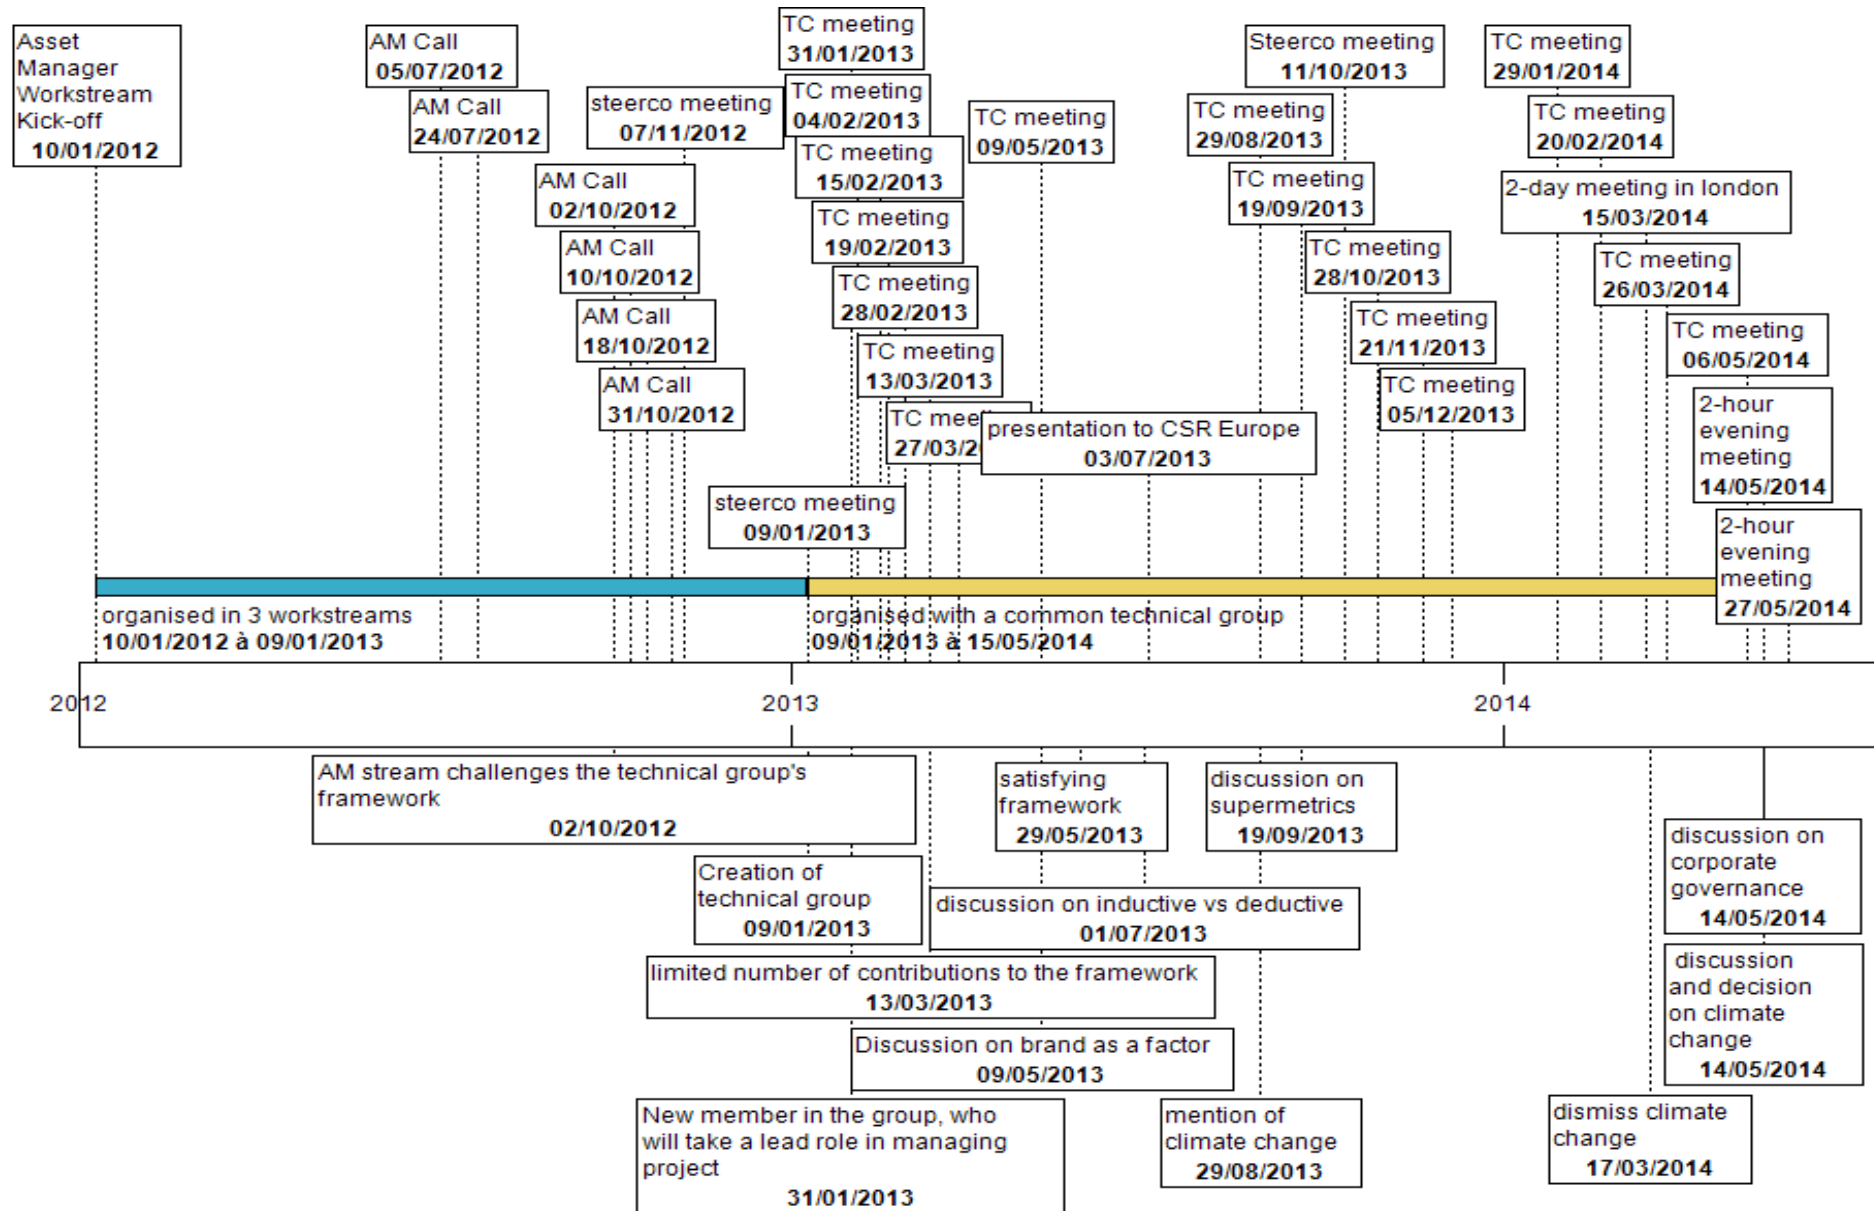 Asset
Manager
Workstream
Kick-off
10/01/2012
AM Call
05/07/2012
AM Call
24/07/2012
steerco meeting
07/11/2012
AM Call
02/10/2012
AM Call
10/10/2012
AM Call
18/10/2012
AM Call
31/10/2012
TC meeting
31/01/2013
TC meeting
04/02/2013
TC meeting
15/02/2013
TC meeting
19/02/2013
TC meeting
28/02/2013
TC meeting
13/03/2013
TC meet
27/03/2
steerco meeting
09/01/2013
TC meeting
09/05/2013
presentation to CSR Europe
03/07/2013
Steerco meeting
11/10/2013
TC meeting
29/08/2013
TC meeting
19/09/2013
TC meeting
28/10/2013
TC meeting
21/11/2013
TC meeting
05/12/2013
TC meeting
29/01/2014
TC meeting
20/02/2014
2-day meeting in london
15/03/2014
TC meeting
26/03/2014
TC meeting
06/05/2014
2-hour
evening
meeting
14/05/2014
2-hour
evening
meeting
27/05/2014
organised in 3 workstreams
10/01/2012 à 09/01/2013
organised with a common technical group
09/01/2013 à 15/05/2014
2012
2013
2014
AM stream challenges the technical group's
framework
02/10/2012
Creation of
technical group
09/01/2013
limited number of contributions to the framework
13/03/2013
Discussion on brand as a factor
09/05/2013
New member in the group, who
will take a lead role in managing
project
31/01/2013
satisfying
framework
29/05/2013
discussion on
supermetrics
19/09/2013
discussion on inductive vs deductive
01/07/2013
mention of
climate change
29/08/2013
discussion on
corporate
governance
14/05/2014
discussion
and decision
on climate
change
14/05/2014
dismiss climate
change
17/03/2014